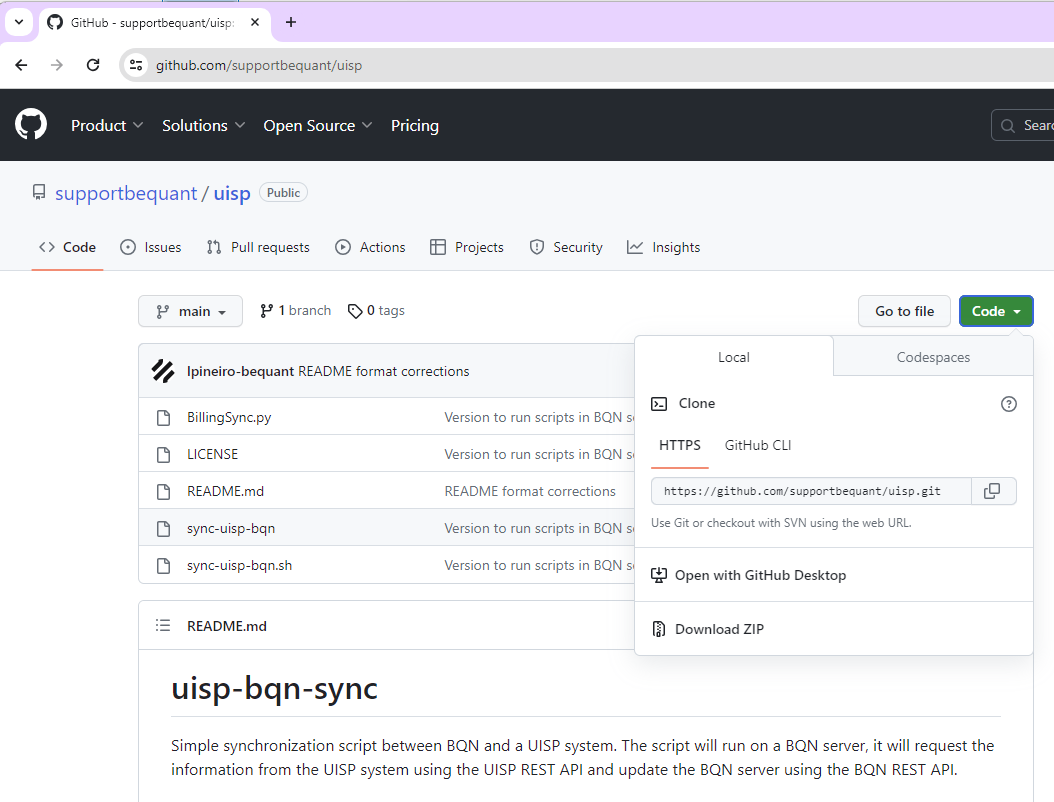 GitHub - supportbequant/uisp:
github.com/supportbequant/uisp
Product Solutions Open Source Pricing Sear
supportbequant / uisp Public
Code Issues Pull requests Actions Projects Security Insights
main 1 branch 0 tags Go to file Code
lpineiro-bequant README format corrections
BillingSync.py Version to run scripts in BQN se
LICENSE Version to run scripts in BQN se
README.md README format corrections
sync-uisp-bqn Version to run scripts in BQN se
sync-uisp-bqn.sh Version to run scripts in BQN se
Local Codespaces
Clone
HTTPS GitHub CLI
https://github.com/supportbequant/uisp.git
Use Git or checkout with SVN using the web URL.
Open with GitHub Desktop
Download ZIP
README.md
uisp-bqn-sync
Simple synchronization script between BQN and a UISP system. The script will run on a BQN server, it will request the
information from the UISP system using the UISP REST API and update the BQN server using the BQN REST API.